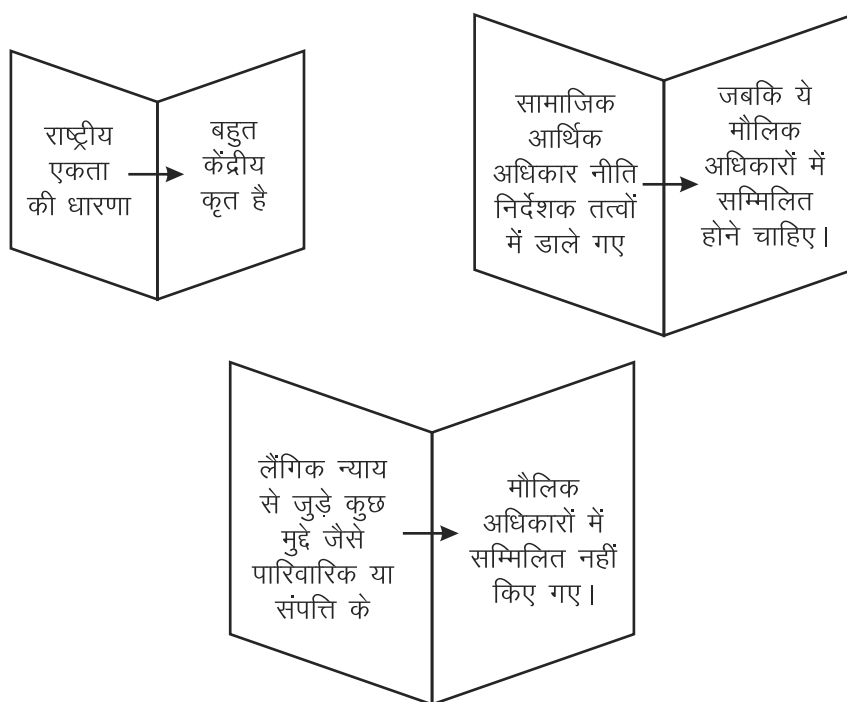 राष्ट्रीय
एकता
की धारणा
बहुत
केंद्रीय
कृत है
सामाजिक
आर्थिक
अधिकार नीति
निर्देशक तत्वों
में डाले गए
जबकि ये
मौलिक
अधिकारों में
सम्मिलित
होने चाहिए।
लैंगिक न्याय
से जुड़े कुछ
मुद्दे जैसे
पारिवारिक या
संपत्ति के
मौलिक
अधिकारों में
सम्मिलित नहीं
किए गए।